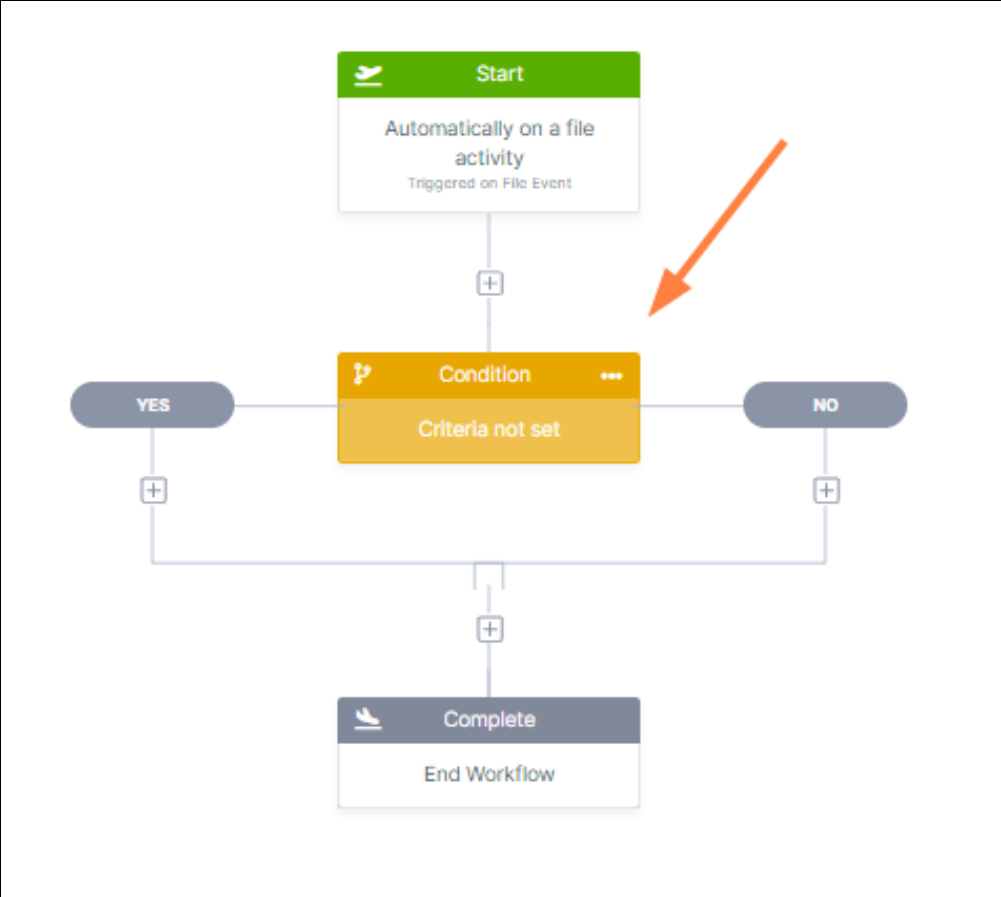 Start
Automatically on a file
activity
Triggered on File Event
Condition
YES
Criteria not set
NO
Complete
End Workflow